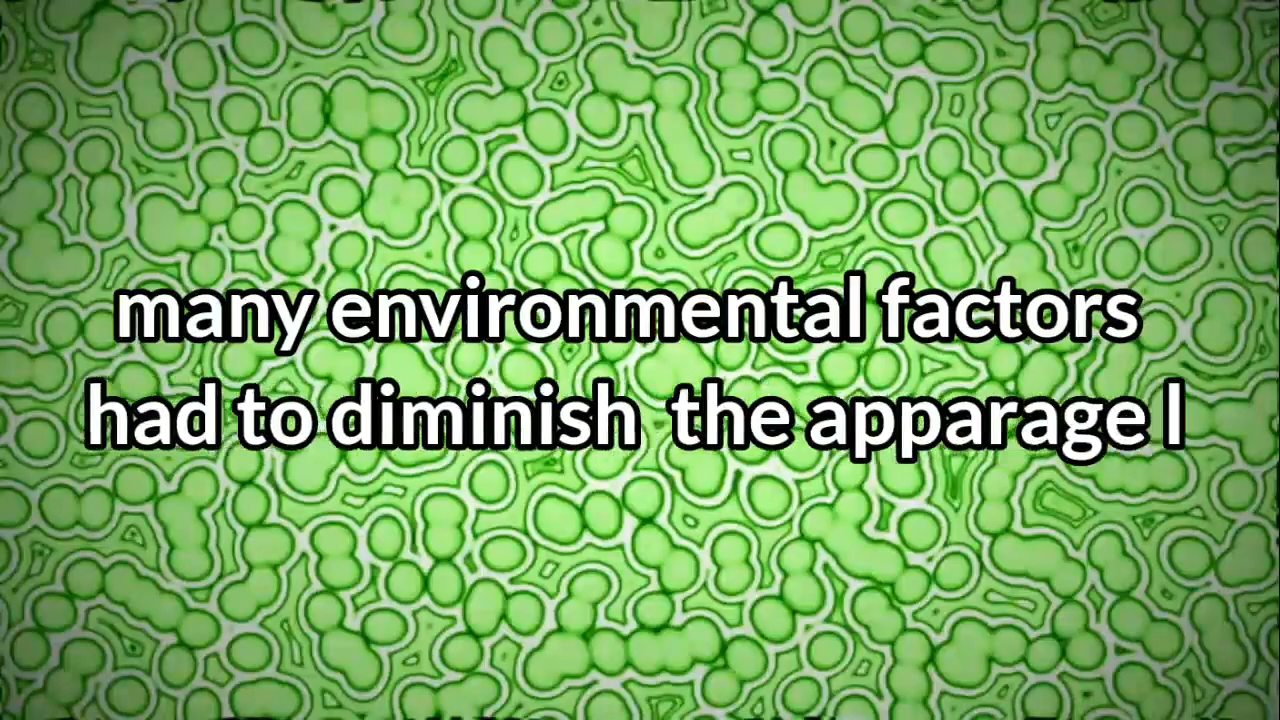 many environmental factors
had to diminish the apparage l